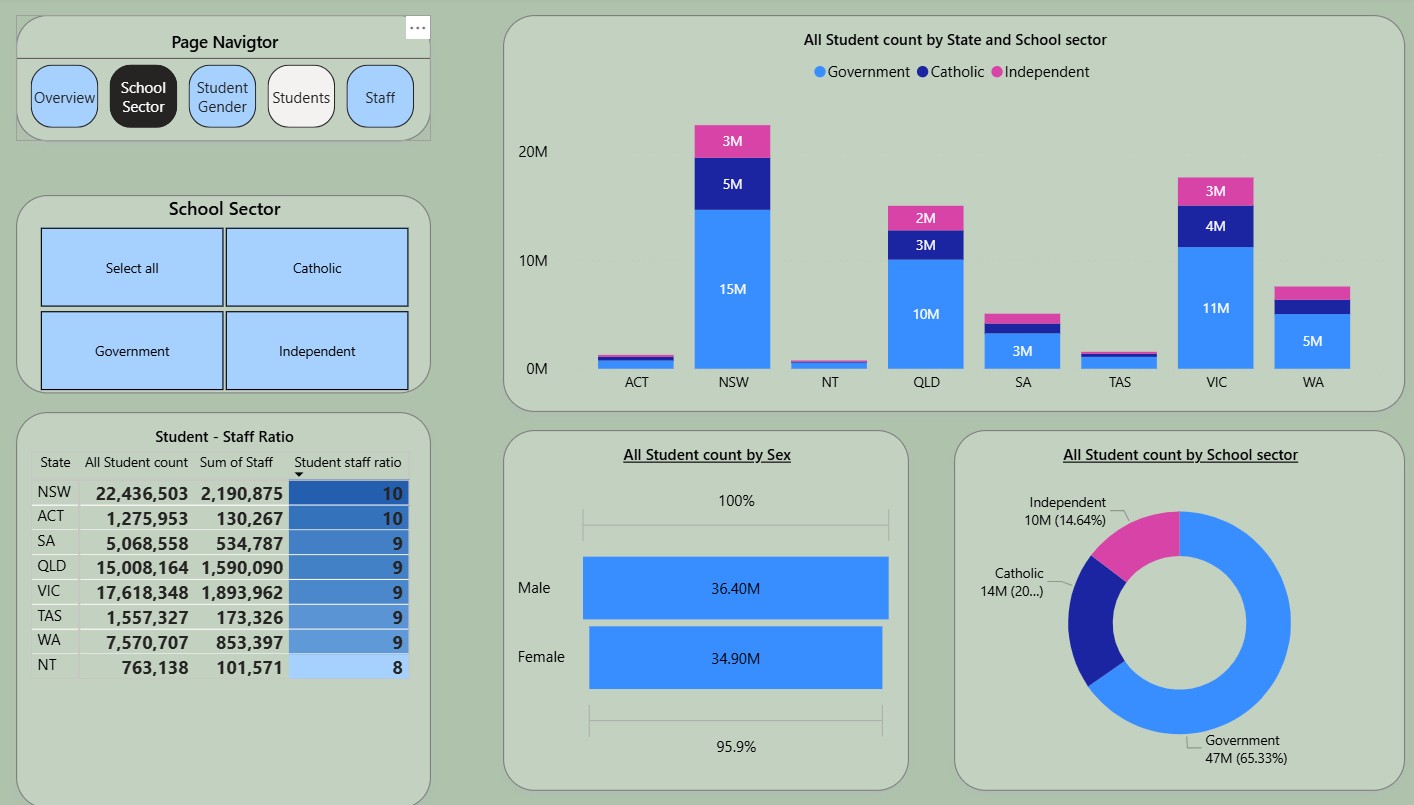 Page Navigtor
Overview
School
Sector
Student
Gender
Students
Staff
School Sector
Select all
Catholic
Government
Independent
Student - Staff Ratio
State All Student count Sum of Staff Student staff ratio
NSW 22,436,503 2,190,875 10
ACT 1,275,953 130,267 10
SA 5,068,558 534,787 9
QLD 15,008,164 1,590,090 9
VIC 17,618,348 1,893,962 9
TAS 1,557,327 173,326 9
WA 7,570,707 853,397 9
NT 763,138 101,571 8
All Student count by State and School sector
Government Catholic Independent
20M
10M
0M
3M
5M
15M
2M
3M
10M
3M
3M
4M
11M
5M
ACT NSW NT QLD SA TAS VIC WA
All Student count by Sex
100%
Male 36.40M
Female 34.90M
95.9%
All Student count by School sector
Independent
10M (14.64%)
Catholic
14M (20...)
Government
47M (65.33%)